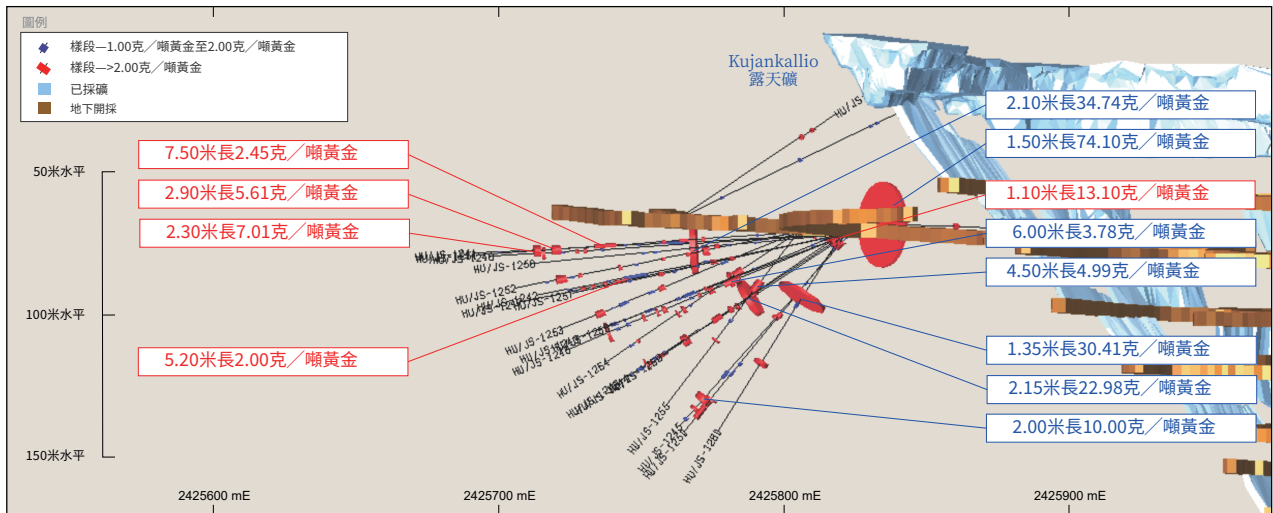 圖例
樣段—1.00克／噸黃金至2.00克／噸黃金
樣段—>2.00克／噸黃金
已採礦
地下開採
Kujankallio
露天礦
HU/JS-
2.10米長34.74克／噸黃金
1.50米長74.10克／噸黃金
1.10米長13.10克／噸黃金
6.00米長3.78克／噸黃金
4.50米長4.99克／噸黃金
1.35米長30.41克／噸黃金
2.15米長22.98克／噸黃金
2.00米長10.00克／噸黃金
7.50米長2.45克／噸黃金
2.90米長5.61克／噸黃金
2.30米長7.01克／噸黃金
5.20米長2.00克／噸黃金
50米水平
100米水平
150米水平
HU/JS-1250
HU/JS-1252
HU/JS-1253
HU/JS-1254
HU/JS-1255
HU/JS-1245
2425600 mE
2425700 mE
2425800 mE
2425900 mE